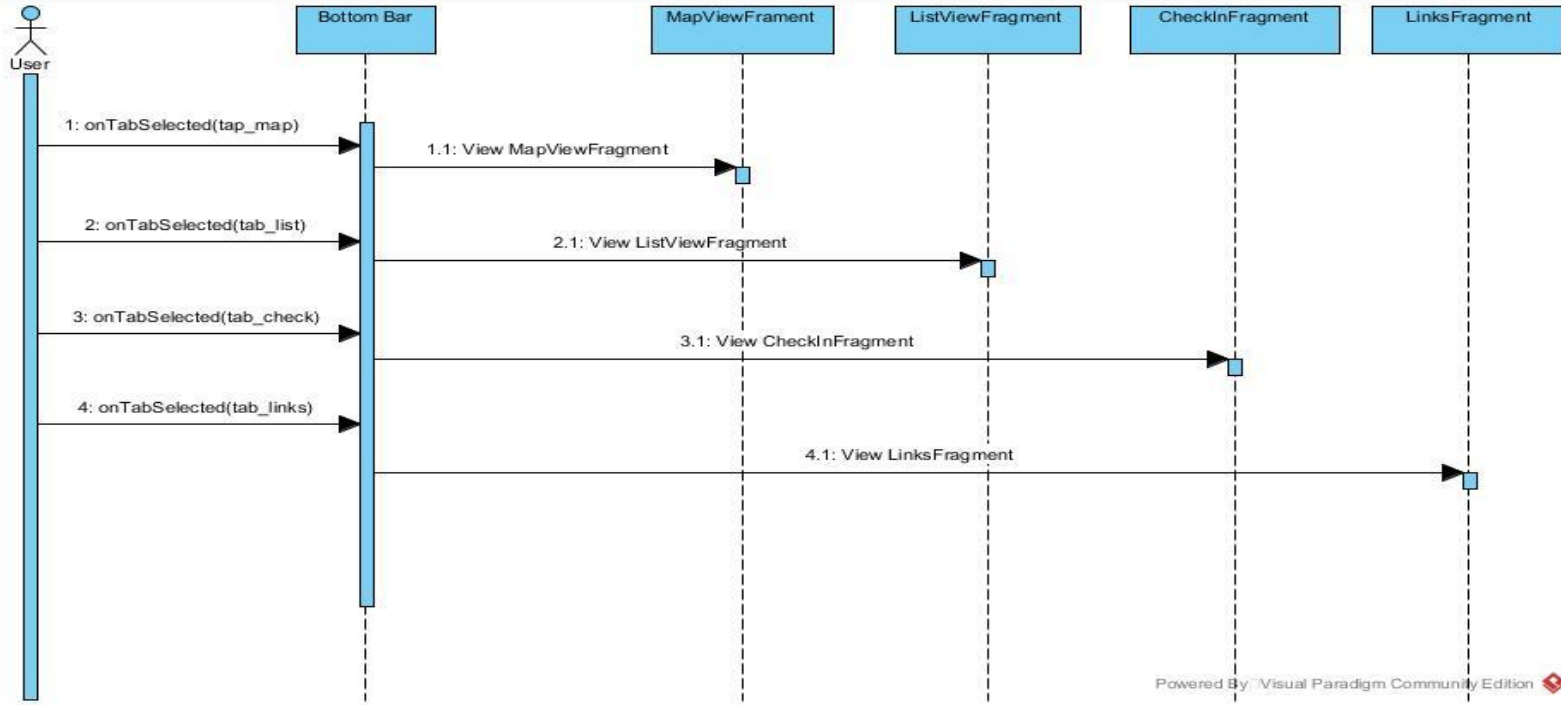 Bottom Bar
MapViewFrament
ListViewFragment
CheckInFragment
LinksFragment
User
1: onTabSelected(tap_map)
1.1: View MapViewFragment
2: onTabSelected(tab_list)
2.1: View ListViewFragment
3: onTabSelected(tab_check)
3.1: View CheckInFragment
4: onTabSelected(tab_links)
4.1: View LinksFragment
Powered By Visual Paradigm Community Edition